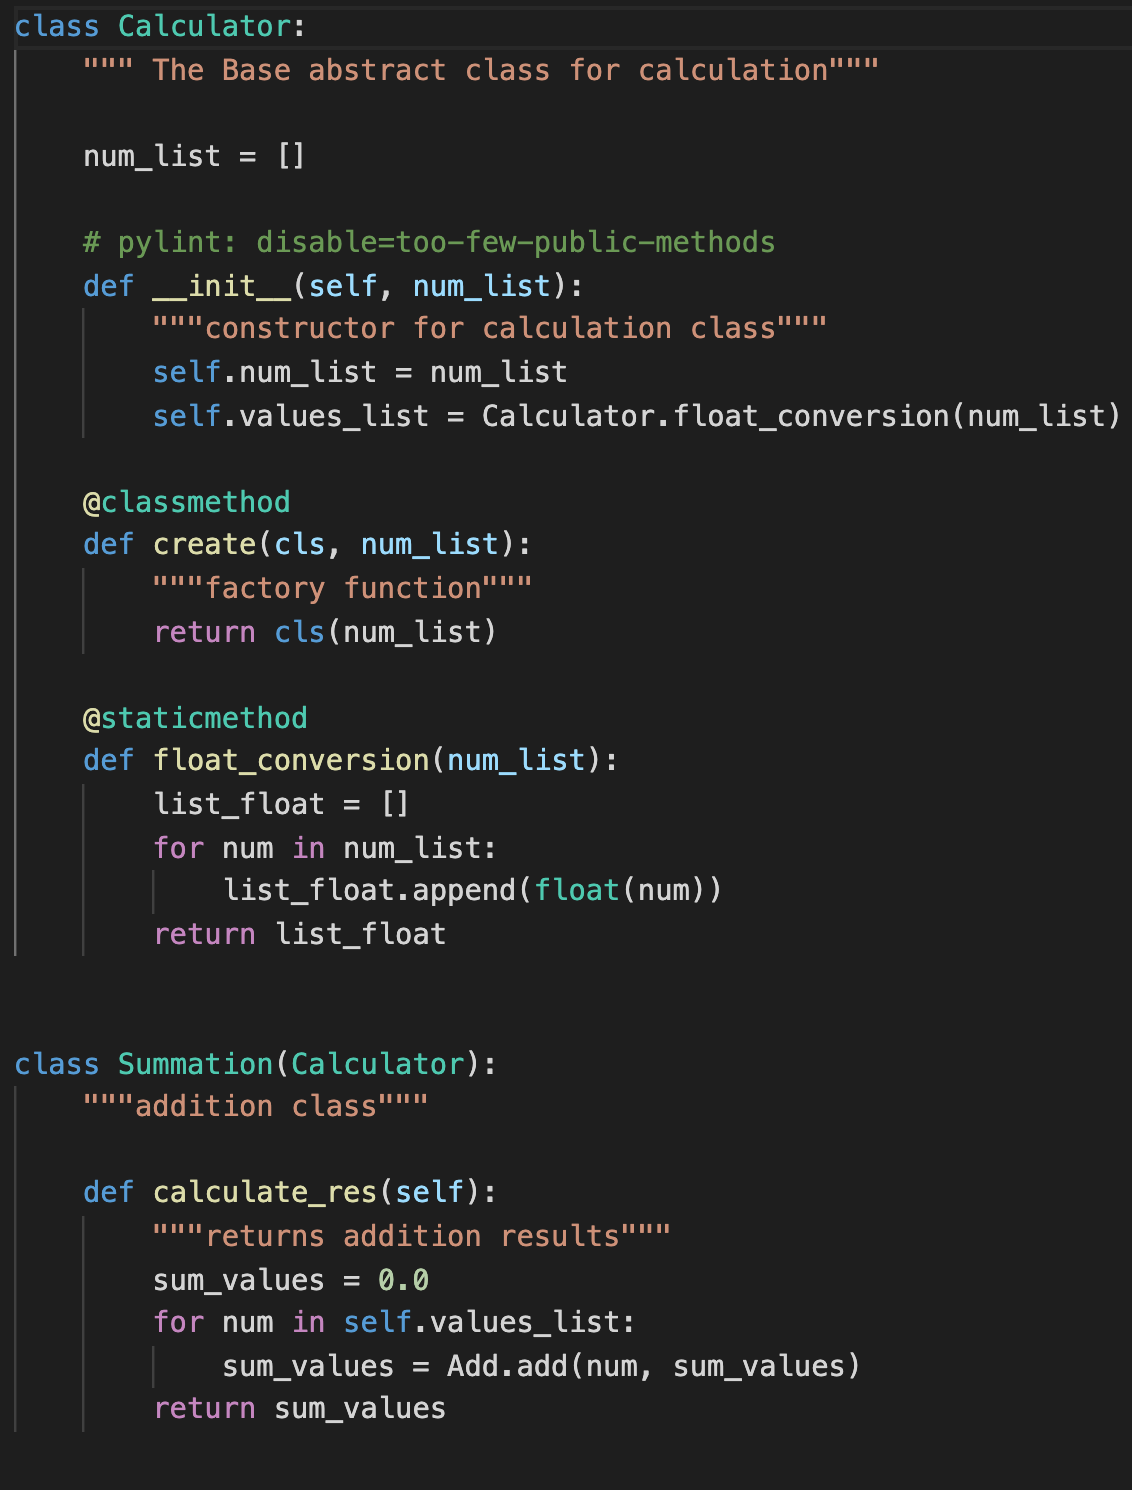 class Calculator:
    """ The Base abstract class for calculation"""
    num_list = []
    # pylint: disable=too-few-public-methods
    def __init__(self, num_list):
        """constructor for calculation class"""
        self.num_list = num_list
        self.values_list = Calculator.float_conversion(num_list)
    @classmethod
    def create(cls, num_list):
        """factory function"""
        return cls(num_list)
    @staticmethod
    def float_conversion(num_list):
        list_float = []
        for num in num_list:
            list_float.append(float(num))
        return list_float
class Summation(Calculator):
    """addition class"""
    def calculate_res(self):
        """returns addition results"""
        sum_values = 0.0
        for num in self.values_list:
            sum_values = Add.add(num, sum_values)
        return sum_values